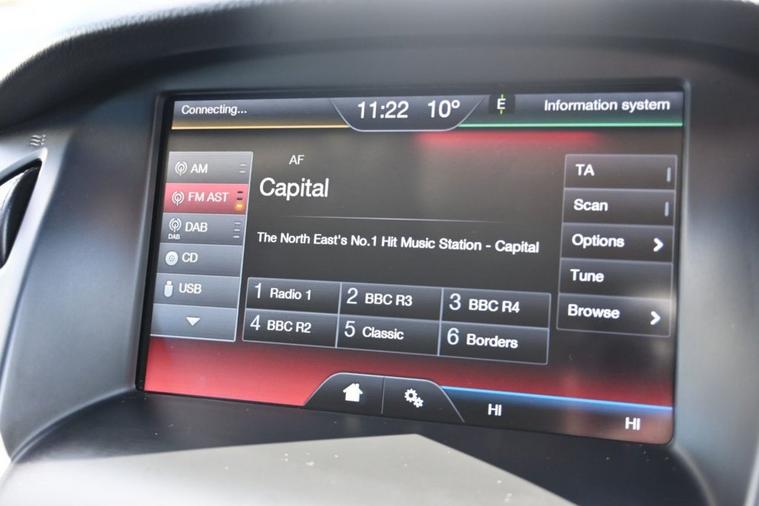 Connecting...
11:22 10°
E
Information system
AM
FM AST
DAB
DAB
CD
USB
AF
Capital
The North East's No.1 Hit Music Station - Capital
1 Radio 1
2 BBC R3
3 BBC R4
4 BBC R2
5 Classic
6 Borders
TA
Scan
Options
Tune
Browse
HI
HI